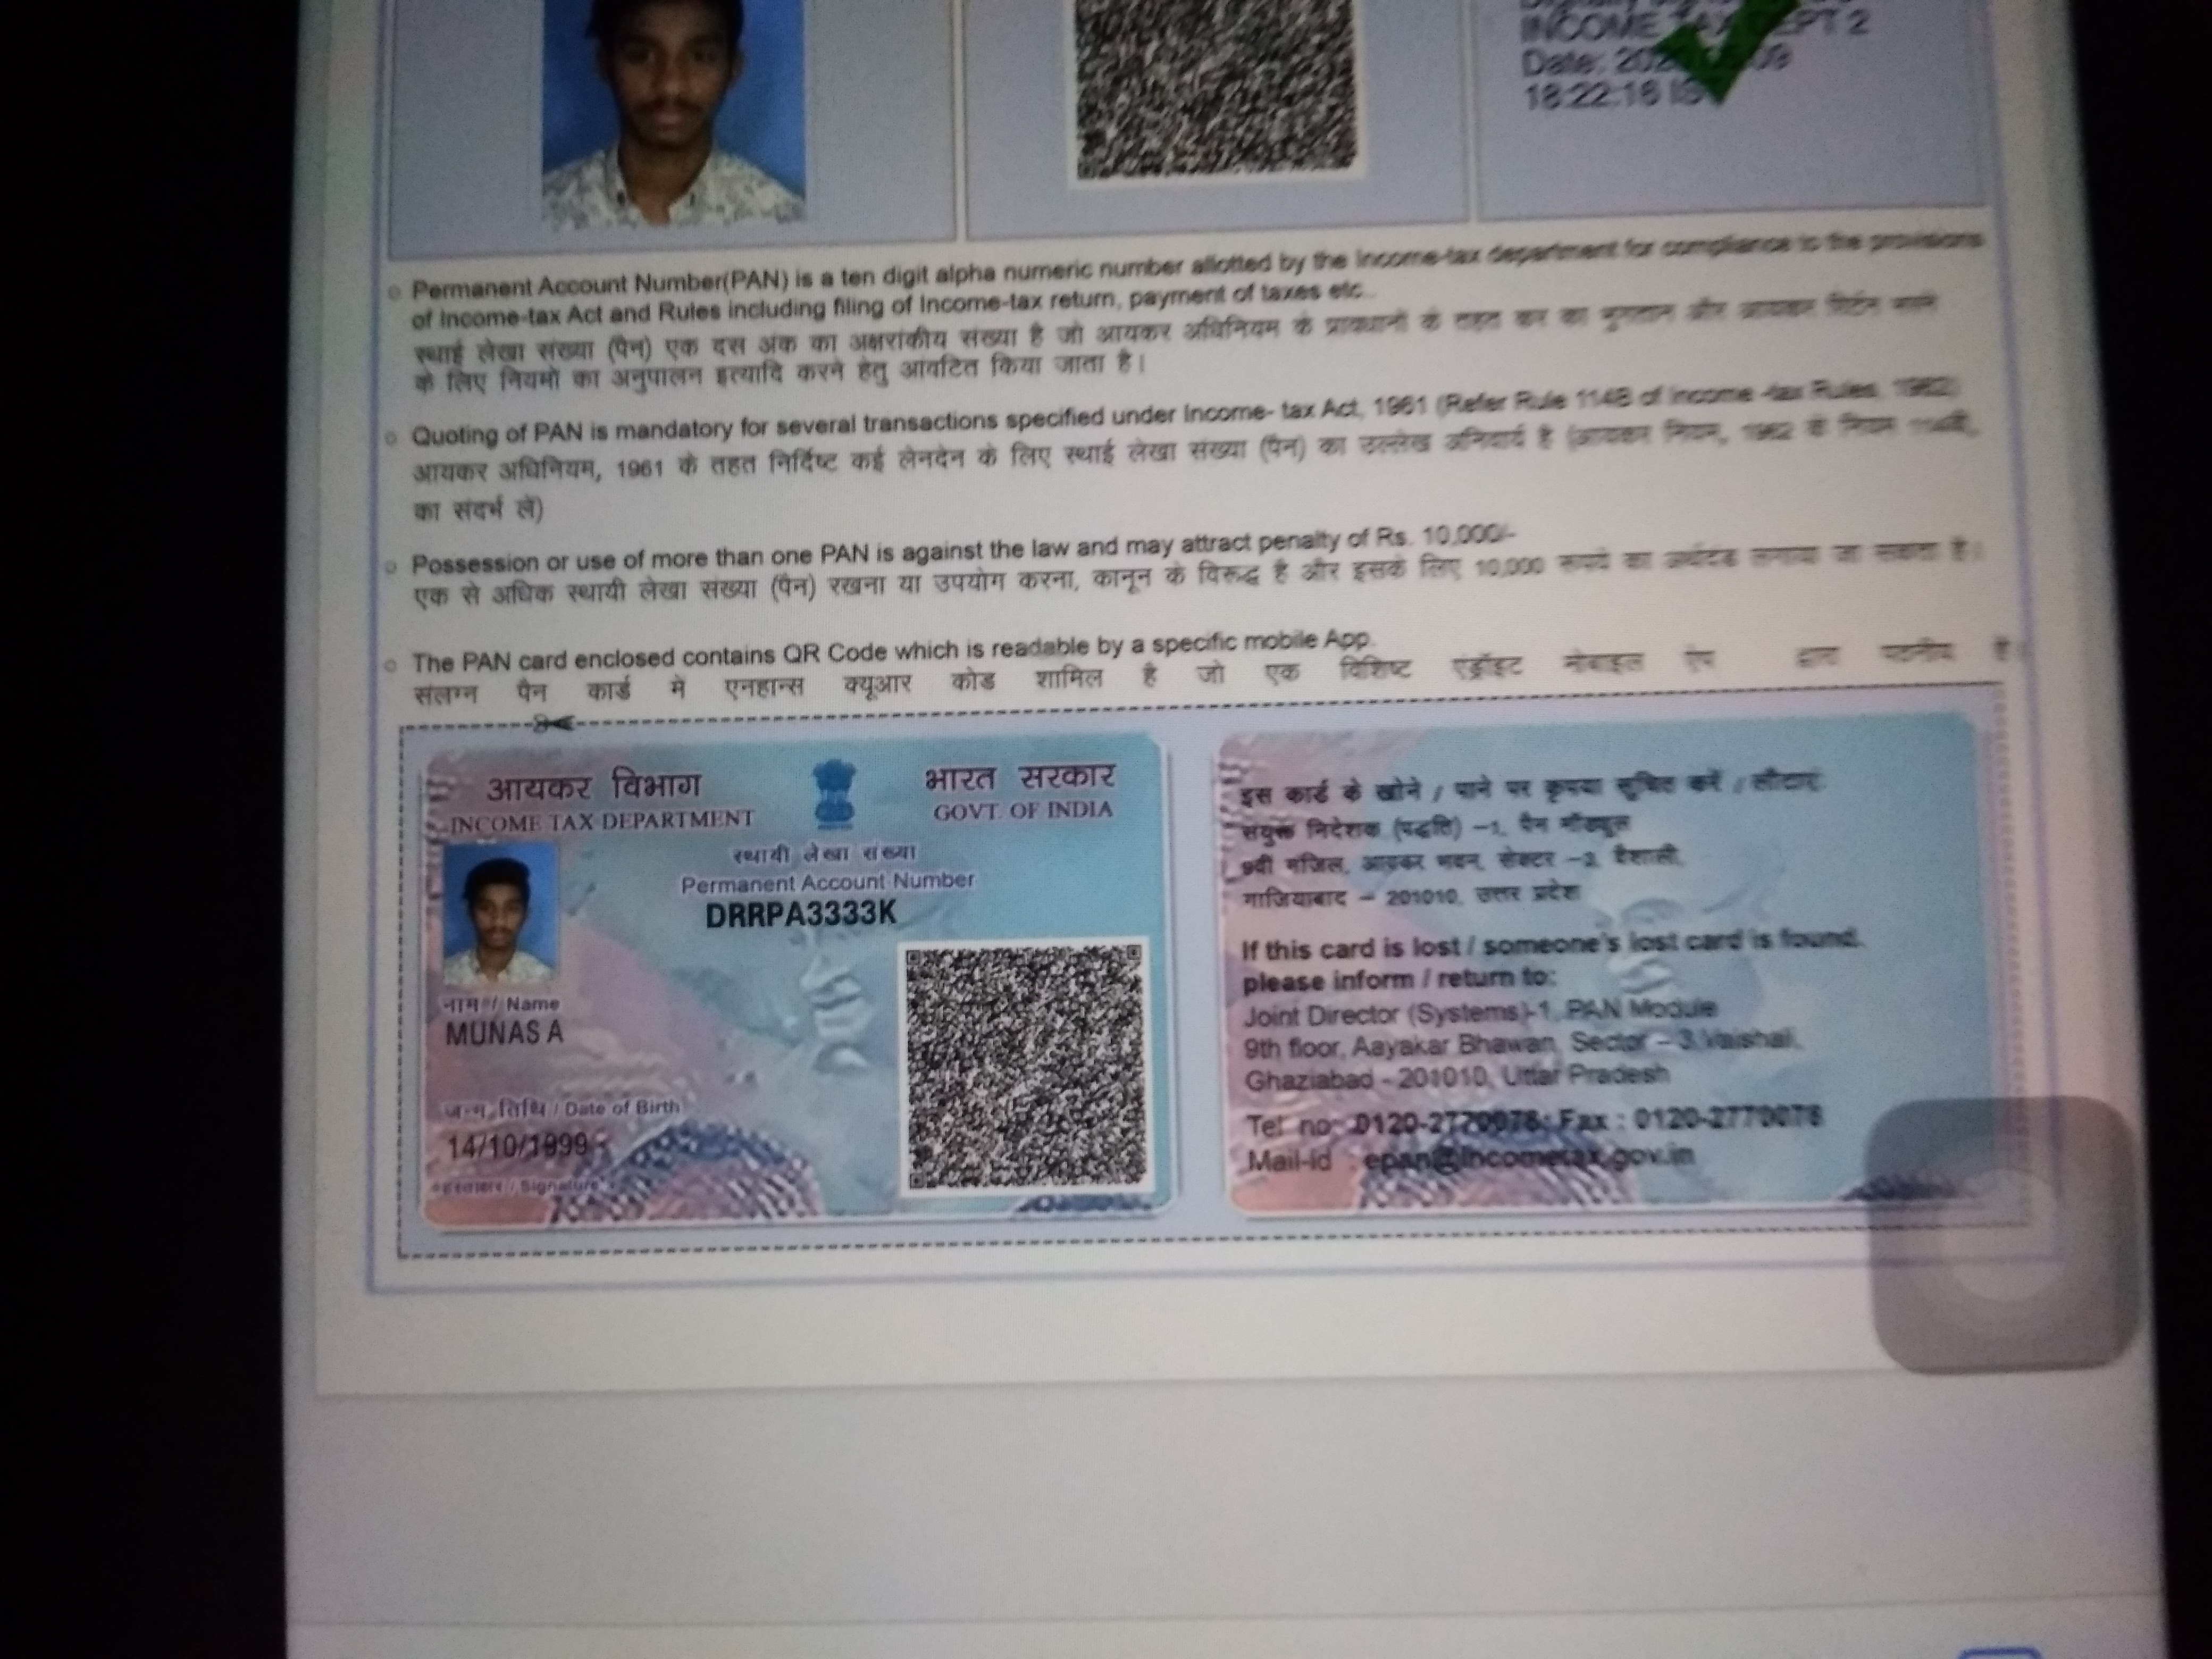 INCOME TAX DEPT 2
Date:
18:22:18
Permanent Account Number(PAN) is a ten digit alpha numeric number allotted by the Income-tax department for compliance to the provisions
of Income-tax Act and Rules including filing of Income-tax return, payment of taxes etc..
स्थाई लेखा संख्या (पैन) एक दस अंक का अक्षरांकीय संख्या है जो आयकर अधिनियम के प्रावधानों के तहत कर का भुगतान और आयकर रिटर्न भरने
के लिए नियमों का अनुपालन इत्यादि करने हेतु आंवटित किया जाता है।
Quoting of PAN is mandatory for several transactions specified under Income- tax Act, 1961 (Refer Rule 114B of Income -tax Rules, 1962)
आयकर अधिनियम, 1961 के तहत निर्दिष्ट कई लेनदेन के लिए स्थाई लेखा संख्या (पैन) का उल्लेख अनिवार्य है (आयकर नियम, 1962 के नियम 114बी,
का संदर्भ लें)
Possession or use of more than one PAN is against the law and may attract penalty of Rs. 10,000/-
एक से अधिक स्थायी लेखा संख्या (पैन) रखना या उपयोग करना, कानून के विरूद्ध है और इसके लिए 10,000 रूपये का अर्थदंड लगाया जा सकता है।
The PAN card enclosed contains QR Code which is readable by a specific mobile App.
संलग्न पैन कार्ड मे एनहान्स क्यूआर कोड शामिल है जो एक विशिष्ट एंड्रॉइट मोबाइल ऐप द्वारा पठनीय है।
आयकर विभाग
INCOME TAX DEPARTMENT
भारत सरकार
GOVT. OF INDIA
स्थायी लेखा संख्या
Permanent Account Number
DRRPA3333K
नाम / Name
MUNAS A
जन्म तिथि / Date of Birth
14/10/1999
हस्ताक्षर / Signature
इस कार्ड के खोने / पाने पर कृपया सूचित करें / लौटाएं:
संयुक्त निदेशक (पद्धति) -1, पैन मॉड्यूल
9वीं मंजिल, आयकर भवन, सेक्टर -3, वैशाली,
गाजियाबाद - 201010, उत्तर प्रदेश
If this card is lost / someone's lost card is found,
please inform / return to:
Joint Director (Systems)-1, PAN Module
9th floor, Aayakar Bhawan, Sector - 3,Vaishali,
Ghaziabad - 201010, Uttar Pradesh
Tel no: 0120-2770078; Fax : 0120-2770078
Mail-id : epan@incometax.gov.in